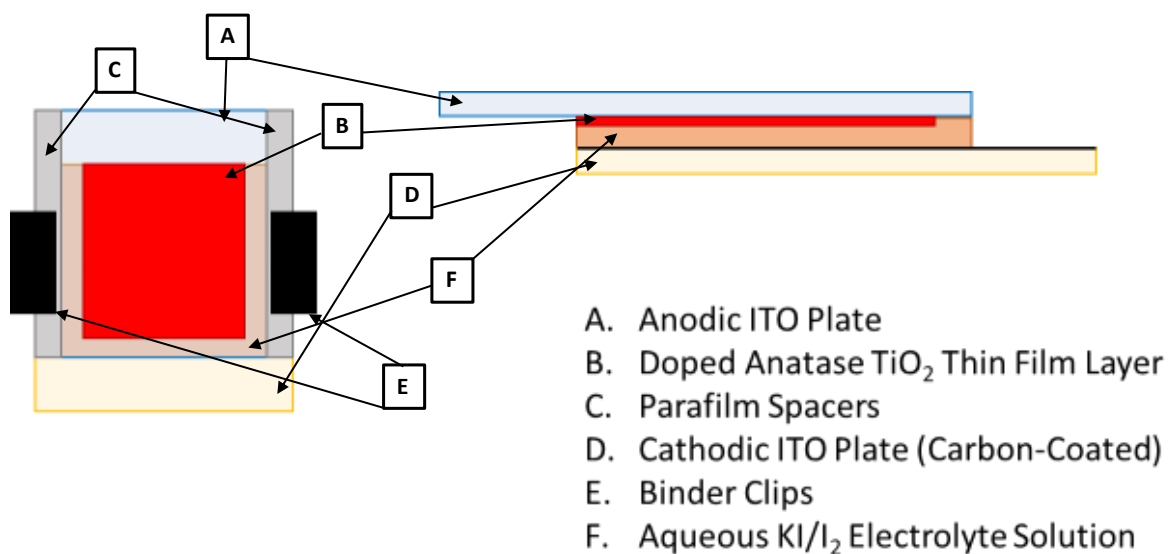 A
C
B
D
F
E
A. Anodic ITO Plate
B. Doped Anatase TiO₂ Thin Film Layer
C. Parafilm Spacers
D. Cathodic ITO Plate (Carbon-Coated)
E. Binder Clips
F. Aqueous KI/I₂ Electrolyte Solution